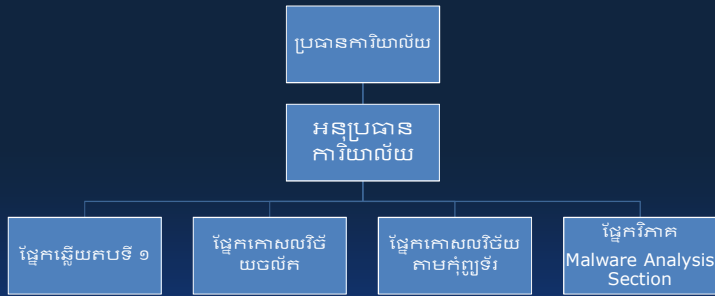 ប្រធានការិយាល័យ
អនុប្រធាន
ការិយាល័យ
ផ្នែកឆ្លើយតបទី ១
ផ្នែកកោសលវិច័
យចល័ត
ផ្នែកកោសលវិច័យ
តាមកុំព្យូទ័រ
ផ្នែកវិភាគ
Malware Analysis
Section